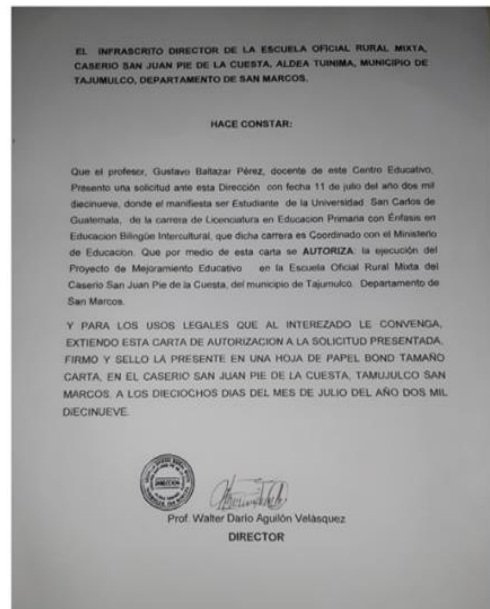 EL INFRASCRITO DIRECTOR DE LA ESCUELA OFICIAL RURAL MIXTA,
CASERIO SAN JUAN PIE DE LA CUESTA, ALDEA TUINIMA, MUNICIPIO DE
TAJUMULCO, DEPARTAMENTO DE SAN MARCOS.
HACE CONSTAR:
Que el profesor, Gustavo Baltazar Pérez, docente de este Centro Educativo,
Presento una solicitud ante esta Dirección con fecha 11 de julio del año dos mil
diecinueve, donde el manifiesta ser Estudiante de la Universidad San Carlos de
Guatemala, de la carrera de Licenciatura en Educacion Primaria con Énfasis en
Educacion Bilingüe Intercultural, que dicha carrera es Coordinado con el Ministerio
de Educacion. Que por medio de esta carta se AUTORIZA: la ejecución del
Proyecto de Mejoramiento Educativo en la Escuela Oficial Rural Mixta del
Caserio San Juan Pie de la Cuesta, del municipio de Tajumulco. Departamento de
San Marcos.
Y PARA LOS USOS LEGALES QUE AL INTEREZADO LE CONVENGA,
EXTIENDO ESTA CARTA DE AUTORIZACION A LA SOLICITUD PRESENTADA.
FIRMO Y SELLO LA PRESENTE EN UNA HOJA DE PAPEL BOND TAMAÑO
CARTA, EN EL CASERIO SAN JUAN PIE DE LA CUESTA, TAMUJULCO SAN
MARCOS. A LOS DIECIOCHOS DIAS DEL MES DE JULIO DEL AÑO DOS MIL
DIECINUEVE.
DIRECCION
Prof. Walter Dario Aguilón Velásquez
DIRECTOR